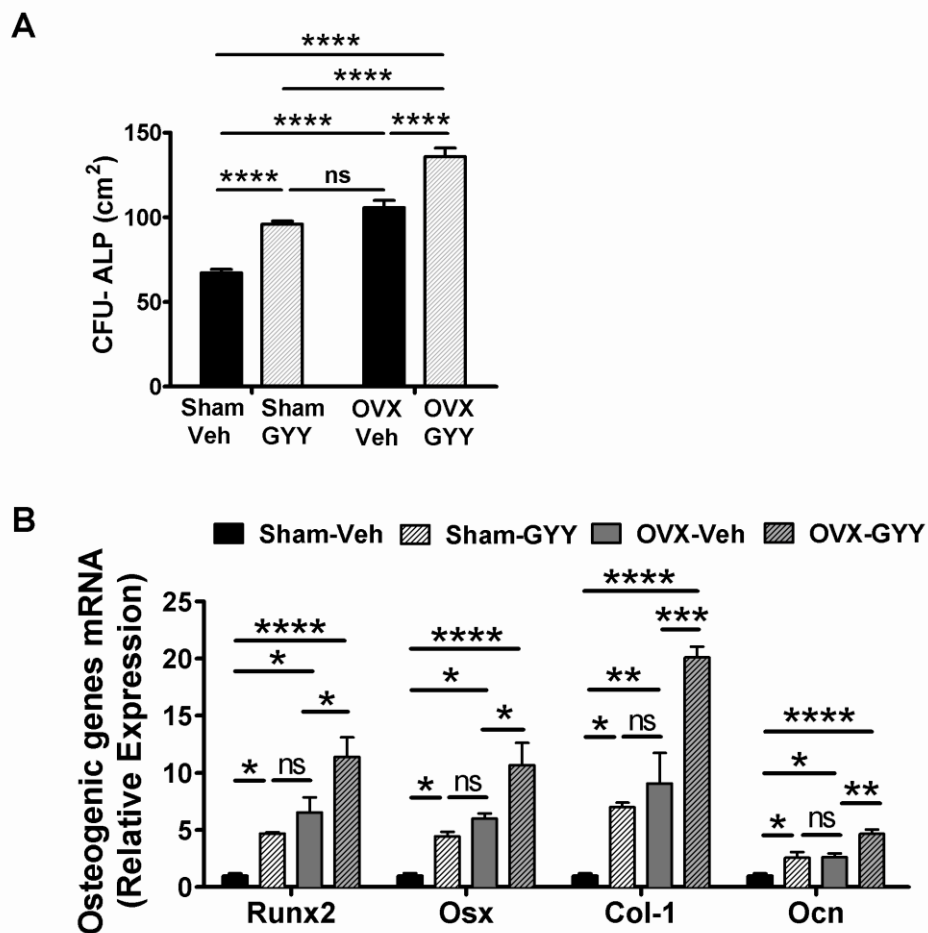 A
****
****
****
****
****
ns
150
100
50
0
CFU- ALP (cm²)
Sham
Veh
Sham
GYY
OVX
Veh
OVX
GYY
B
Sham-Veh
Sham-GYY
OVX-Veh
OVX-GYY
Osteogenic genes mRNA
(Relative Expression)
25
20
15
10
5
0
****
*
*
*
ns
****
*
*
*
ns
****
***
**
*
ns
****
*
**
*
ns
Runx2
Osx
Col-1
Ocn